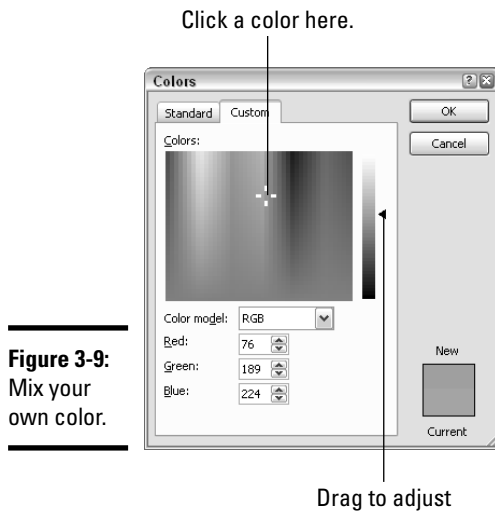 Click a color here.
Colors
Standard Custom
OK
Cancel
Colors:
Color model: RGB
Red: 76
Green: 189
Blue: 224
New
Current
Figure 3-9:
Mix your
own color.
Drag to adjust